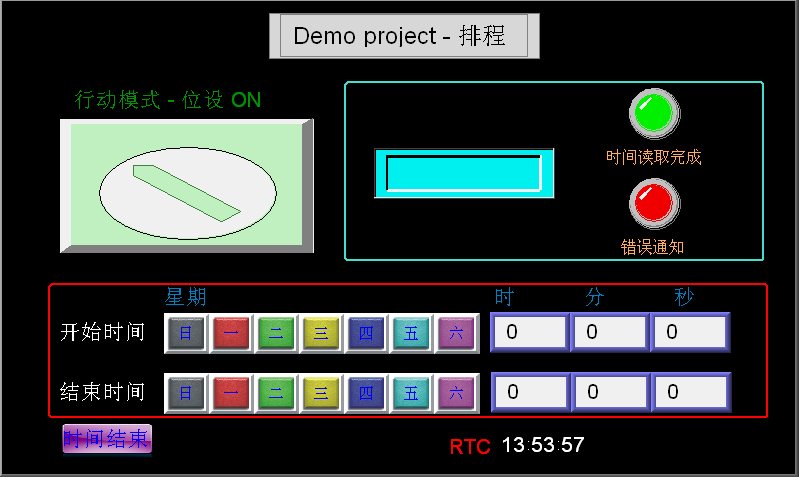 Demo project - 排程
行动模式 - 位设 ON
时间读取完成
错误通知
星期 时 分 秒
开始时间 日 一 二 三 四 五 六 0 0 0
结束时间 日 一 二 三 四 五 六 0 0 0
时间结束
RTC 13:53:57